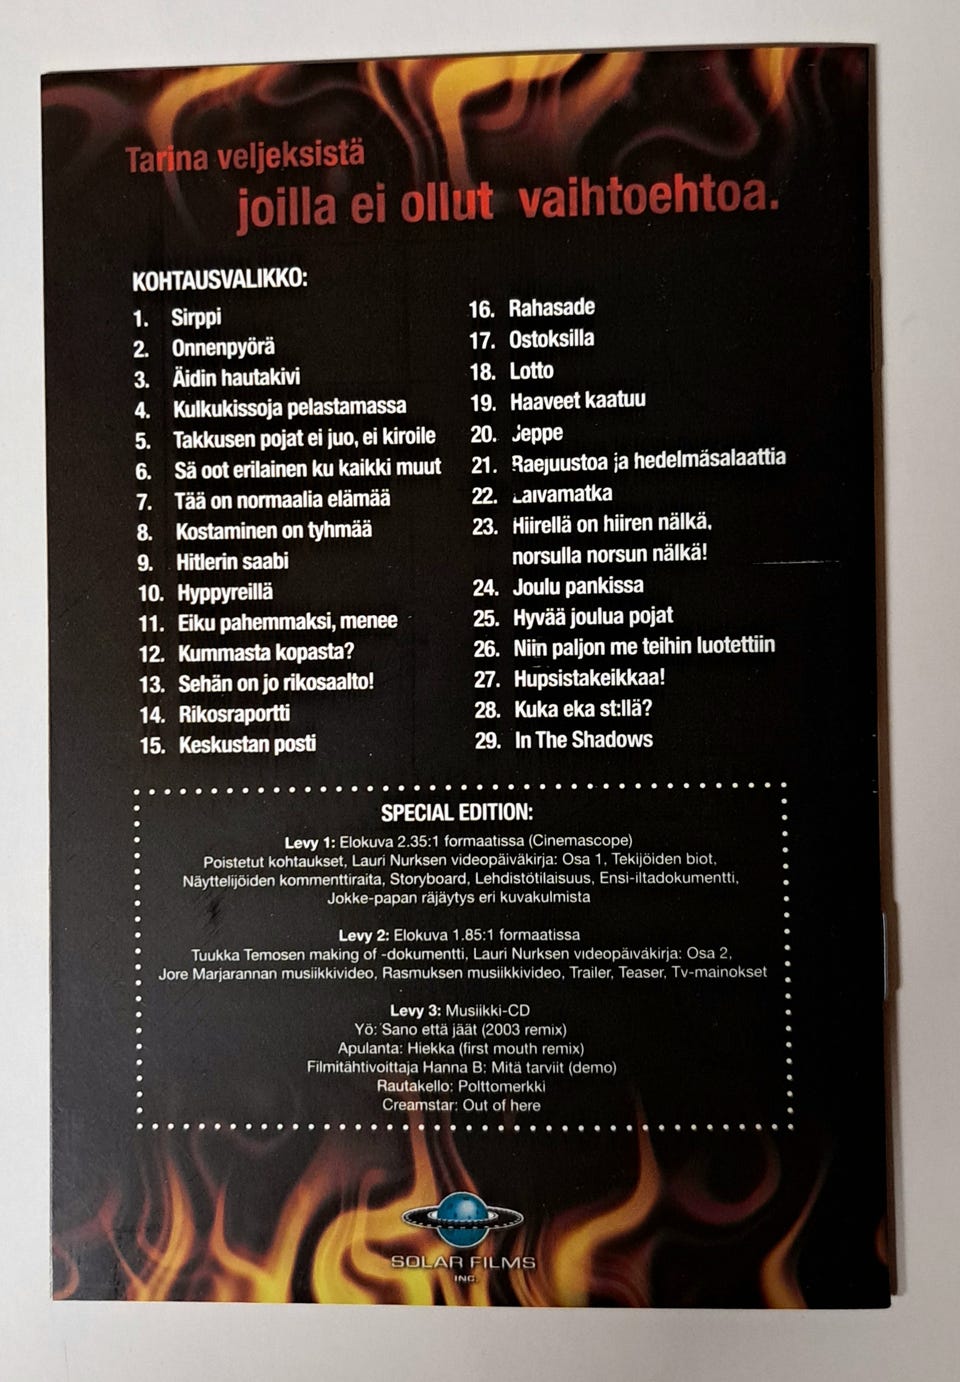 Tarina veljeksistä
joilla ei ollut vaihtoehtoa.
KOHTAUSVALIKKO:
1. Sirppi
2. Onnenpyörä
3. Äidin hautakivi
4. Kulkukissoja pelastamassa
5. Takkusen pojat ei juo, ei kiroile
6. Sä oot erilainen ku kaikki muut
7. Tää on normaalia elämää
8. Kostaminen on tyhmää
9. Hitlerin saabi
10. Hyppyreillä
11. Eiku pahemmaksi, menee
12. Kummasta kopasta?
13. Sehän on jo rikosaalto!
14. Rikosraportti
15. Keskustan posti
16. Rahasade
17. Ostoksilla
18. Lotto
19. Haaveet kaatuu
20. Jeppe
21. Raejuustoa ja hedelmäsalaattia
22. Laivamatka
23. Hiirellä on hiiren nälkä,
norsulla norsun nälkä!
24. Joulu pankissa
25. Hyvää joulua pojat
26. Niin paljon me teihin luotettiin
27. Hupsistakeikkaa!
28. Kuka eka st:llä?
29. In The Shadows
SPECIAL EDITION:
Levy 1: Elokuva 2.35:1 formaatissa (Cinemascope)
Poistetut kohtaukset, Lauri Nurksen videopäiväkirja: Osa 1, Tekijöiden biot,
Näyttelijöiden kommenttiraita, Storyboard, Lehdistötilaisuus, Ensi-iltadokumentti,
Jokke-papan räjäytys eri kuvakulmista
Levy 2: Elokuva 1.85:1 formaatissa
Tuukka Temosen making of -dokumentti, Lauri Nurksen videopäiväkirja: Osa 2,
Jore Marjarannan musiikkivideo, Rasmuksen musiikkivideo, Trailer, Teaser, Tv-mainokset
Levy 3: Musiikki-CD
Yö: Sano että jäät (2003 remix)
Apulanta: Hiekka (first mouth remix)
Filmitähtivoittaja Hanna B: Mitä tarviit (demo)
Rautakello: Polttomerkki
Creamstar: Out of here
SOLAR FILMS
INC.